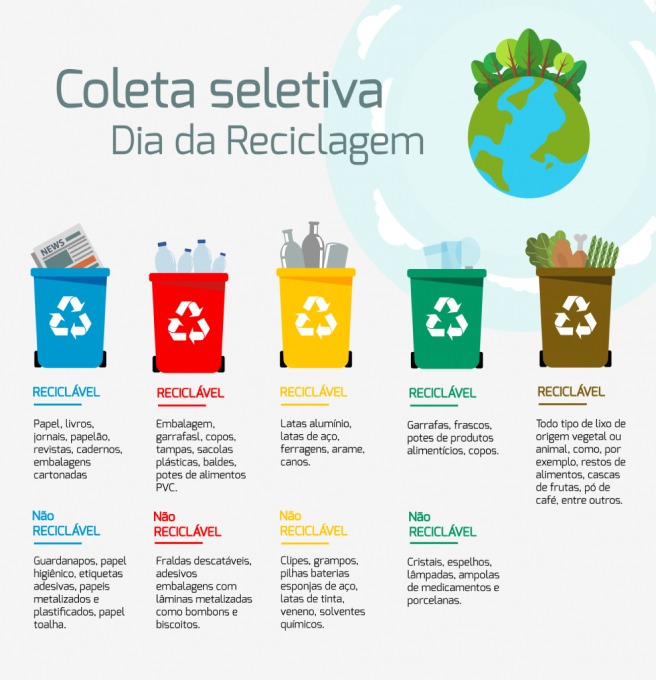 Coleta seletiva
Dia da Reciclagem
NEWS
RECICLÁVEL
Papel, livros,
jornais, papelão,
revistas, cadernos,
embalagens
cartonadas
RECICLÁVEL
Embalagem,
garrafasl, copos,
tampas, sacolas
plásticas, baldes,
potes de alimentos
PVC.
RECICLÁVEL
Latas alumínio,
latas de aço,
ferragens, arame,
canos.
RECICLÁVEL
Garrafas, frascos,
potes de produtos
alimentícios, copos.
RECICLÁVEL
Todo tipo de lixo de
origem vegetal ou
animal, como, por
exemplo, restos de
alimentos, cascas
de frutas, pó de
café, entre outros.
Não
RECICLÁVEL
Guardanapos, papel
higiênico, etiquetas
adesivas, papeis
metalizados e
plastificados, papel
toalha.
Não
RECICLÁVEL
Fraldas descatáveis,
adesivos
embalagens com
lâminas metalizadas
como bombons e
biscoitos.
Não
RECICLÁVEL
Clipes, grampos,
pilhas baterias
esponjas de aço,
latas de tinta,
veneno, solventes
químicos.
Não
RECICLÁVEL
Cristais, espelhos,
lâmpadas, ampolas
de medicamentos e
porcelanas.